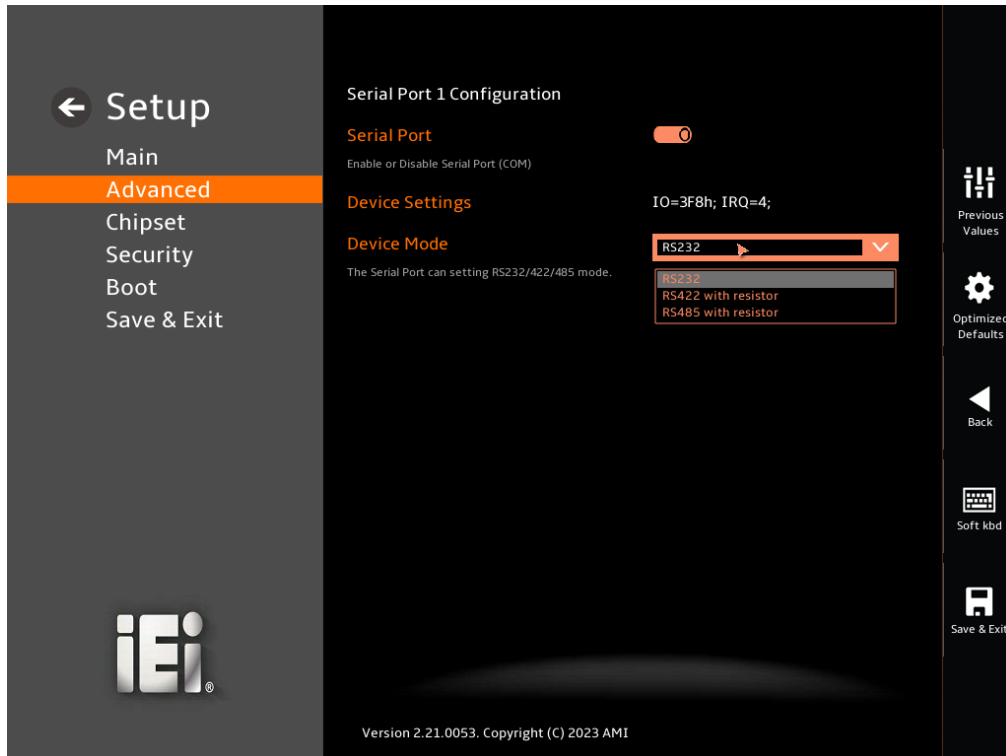 Setup
Main
Advanced
Chipset
Security
Boot
Save & Exit
iEi®
Serial Port 1 Configuration
Serial Port
Enable or Disable Serial Port (COM)
Device Settings
IO=3F8h; IRQ=4;
Device Mode
RS232
The Serial Port can setting RS232/422/485 mode.
RS232
RS422 with resistor
RS485 with resistor
Version 2.21.0053. Copyright (C) 2023 AMI
Previous
Values
Optimized
Defaults
Back
Soft kbd
Save & Exit